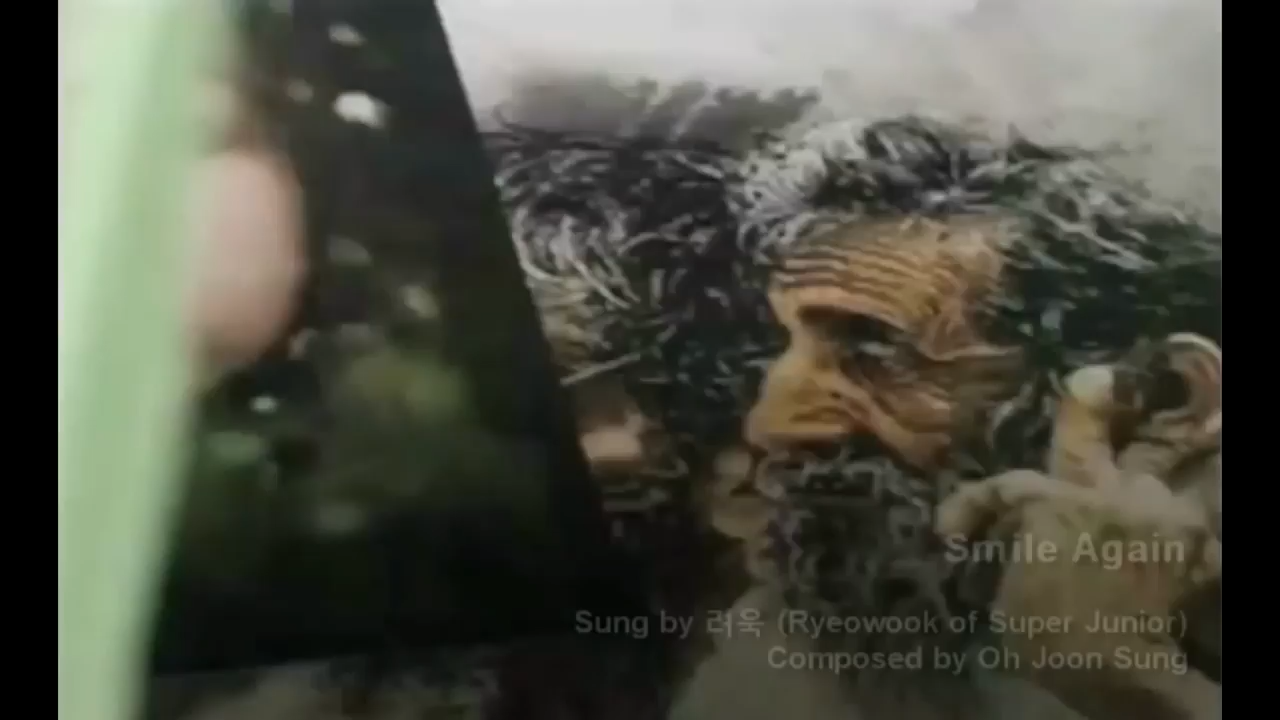 Smile Again
Sung by 려욱 (Ryeowook of Super Junior)
Composed by Oh Joon Sung